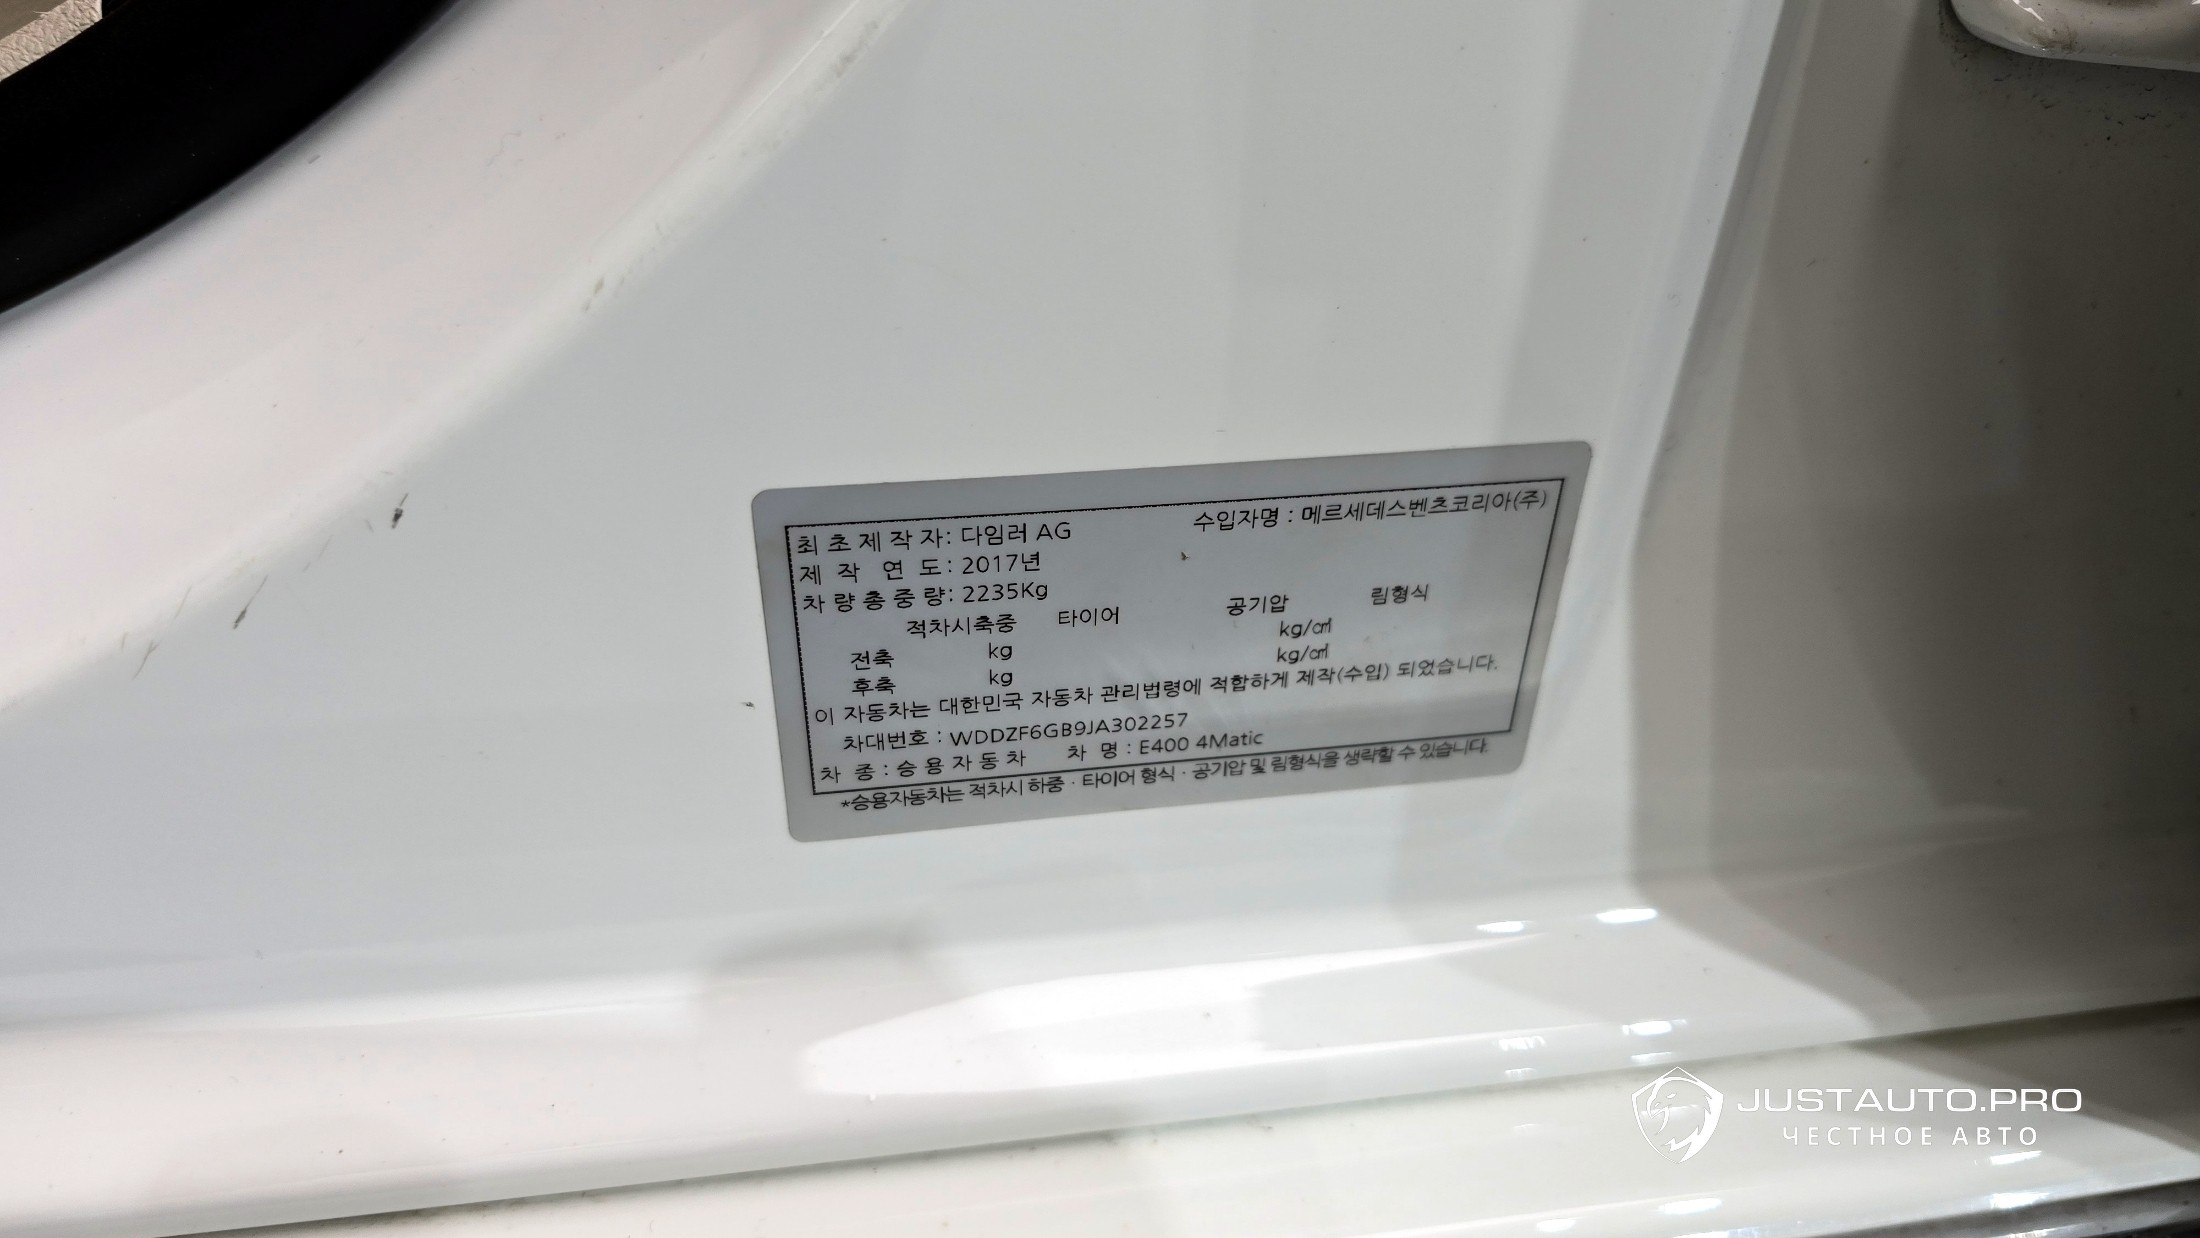 최초제작자: 다임러 AG 수입자명 : 메르세데스벤츠코리아(주)
제 작 연 도: 2017년
차량총중량: 2235Kg
적차시축중 타이어 공기압 림형식
전축 kg kg/㎠
후축 kg kg/㎠
이 자동차는 대한민국 자동차 관리법령에 적합하게 제작(수입) 되었습니다.
차대번호 : WDDZF6GB9JA302257
차 종 : 승용자동차 차 명 : E400 4Matic
*승용자동차는 적차시 하중 · 타이어 형식 · 공기압 및 림형식을 생략할 수 있습니다.
JUSTAUTO.PRO
ЧЕСТНОЕ АВТО